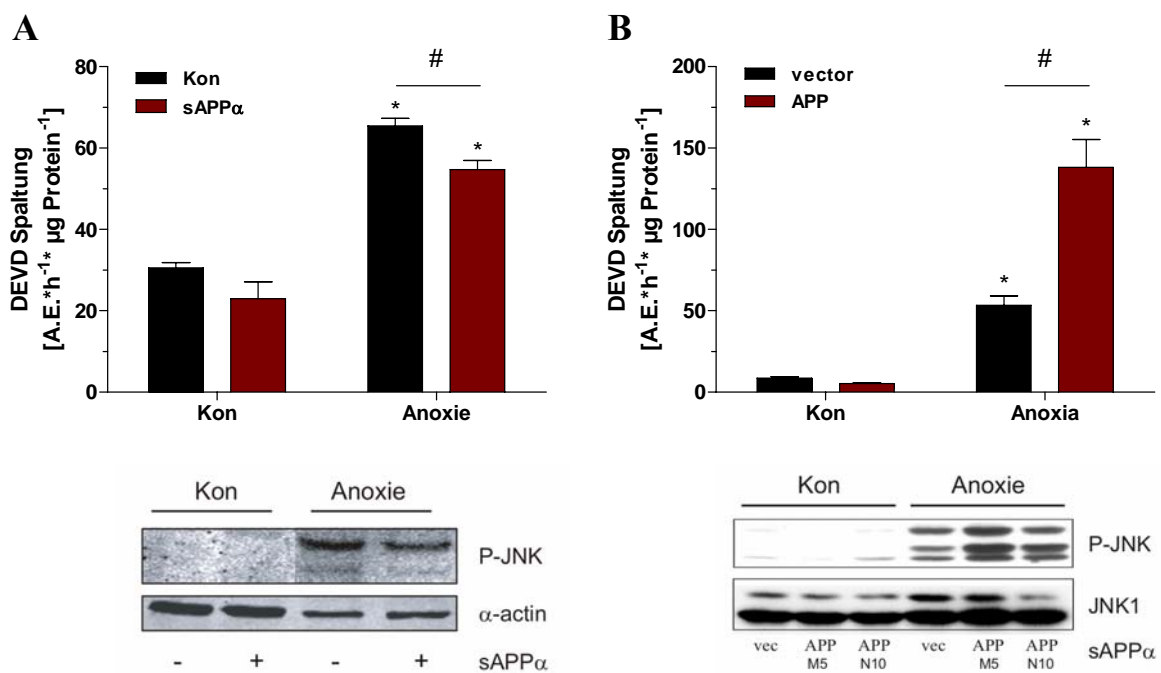 A
Kon
sAPPα
#
*
*
80
60
40
20
0
DEVD Spaltung
[A.E.*h⁻¹* µg Protein⁻¹]
Kon
Anoxie
Kon
Anoxie
P-JNK
α-actin
-
+
-
+
sAPPα
B
vector
APP
#
*
*
200
150
100
50
0
DEVD Spaltung
[A.E.*h⁻¹* µg Protein⁻¹]
Kon
Anoxia
Kon
Anoxie
P-JNK
JNK1
vec
APP
M5
APP
N10
vec
APP
M5
APP
N10
sAPPα